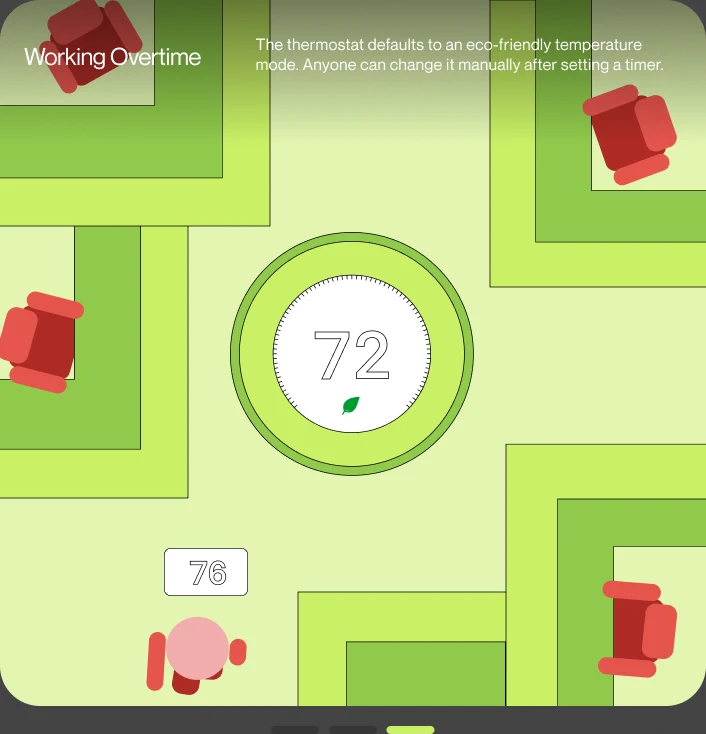 Working Overtime
The thermostat defaults to an eco-friendly temperature
mode. Anyone can change it manually after setting a timer.
72
76